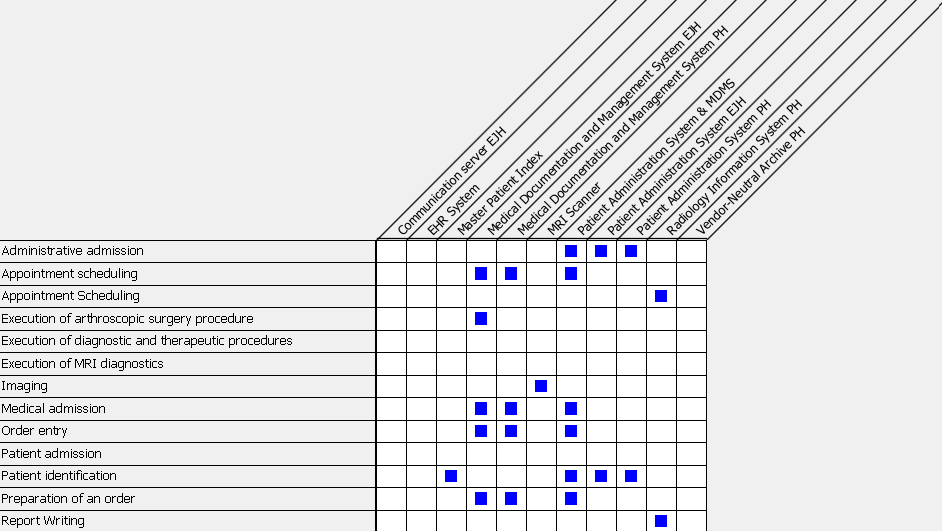 Communication server EJH
EHR System
Master Patient Index
Medical Documentation and Management System EJH
Medical Documentation and Management System PH
MRI Scanner
Patient Administration System & MDMS
Patient Administration System EJH
Patient Administration System PH
Radiology Information System PH
Vendor-Neutral Archive PH
Administrative admission
Appointment scheduling
Appointment Scheduling
Execution of arthroscopic surgery procedure
Execution of diagnostic and therapeutic procedures
Execution of MRI diagnostics
Imaging
Medical admission
Order entry
Patient admission
Patient identification
Preparation of an order
Report Writing